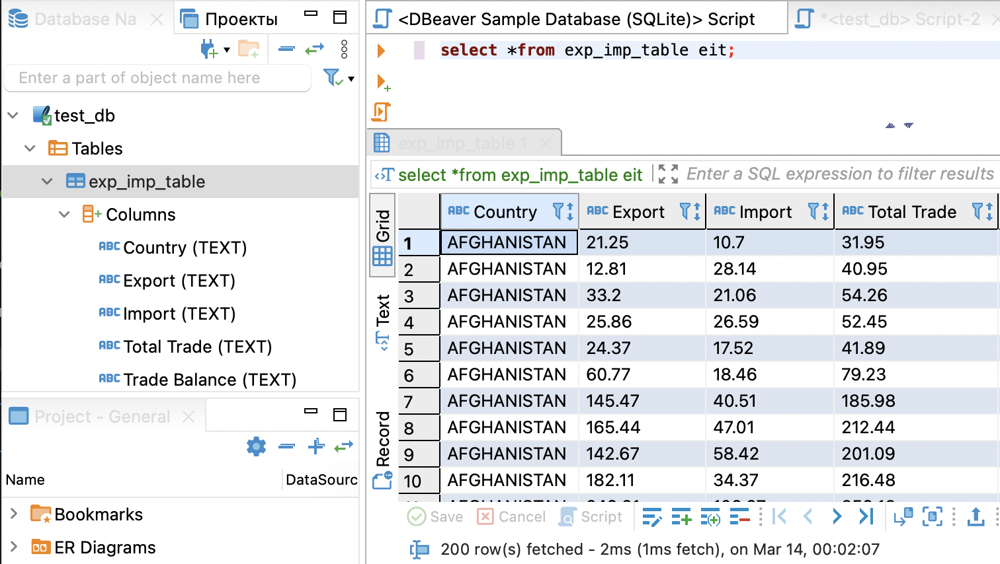 Database Na
Проекты
Enter a part of object name here
test_db
Tables
exp_imp_table
Columns
ABC Country (TEXT)
ABC Export (TEXT)
ABC Import (TEXT)
ABC Total Trade (TEXT)
ABC Trade Balance (TEXT)
Project - General
Name DataSourc
Bookmarks
ER Diagrams
<DBeaver Sample Database (SQLite)> Script
*<test_db> Script-2
select *from exp_imp_table eit;
exp_imp_table 1
select *from exp_imp_table eit
Enter a SQL expression to filter results
Grid
Text
Record
ABC Country ABC Export ABC Import ABC Total Trade
1 AFGHANISTAN 21.25 10.7 31.95
2 AFGHANISTAN 12.81 28.14 40.95
3 AFGHANISTAN 33.2 21.06 54.26
4 AFGHANISTAN 25.86 26.59 52.45
5 AFGHANISTAN 24.37 17.52 41.89
6 AFGHANISTAN 60.77 18.46 79.23
7 AFGHANISTAN 145.47 40.51 185.98
8 AFGHANISTAN 165.44 47.01 212.44
9 AFGHANISTAN 142.67 58.42 201.09
10 AFGHANISTAN 182.11 34.37 216.48
Save Cancel Script
200 row(s) fetched - 2ms (1ms fetch), on Mar 14, 00:02:07